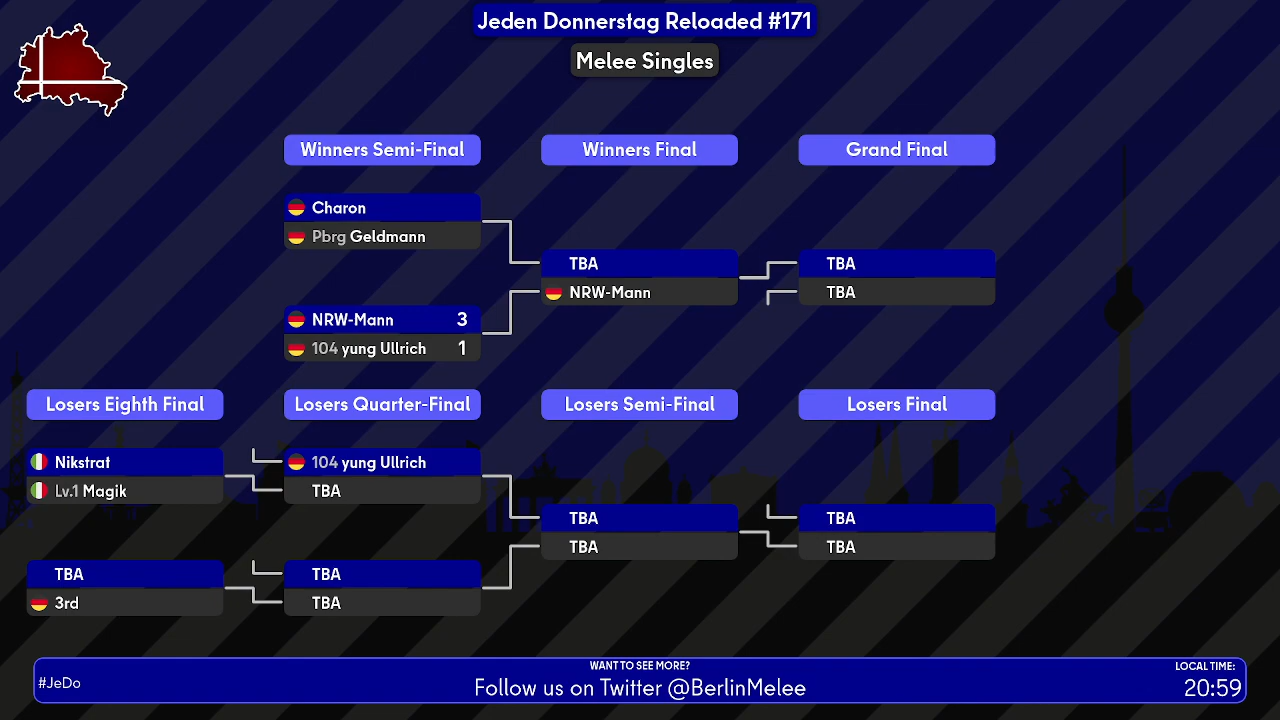 Jeden Donnerstag Reloaded #171
Melee Singles
Winners Semi-Final
Winners Final
Grand Final
Charon
Pbrg Geldmann
TBA
NRW-Mann
TBA
TBA
NRW-Mann 3
104 yung Ullrich 1
Losers Eighth Final
Losers Quarter-Final
Losers Semi-Final
Losers Final
Nikstrat
Lv.1 Magik
104 yung Ullrich
TBA
TBA
TBA
TBA
TBA
TBA
3rd
TBA
TBA
#JeDo
WANT TO SEE MORE?
Follow us on Twitter @BerlinMelee
LOCAL TIME:
20:59